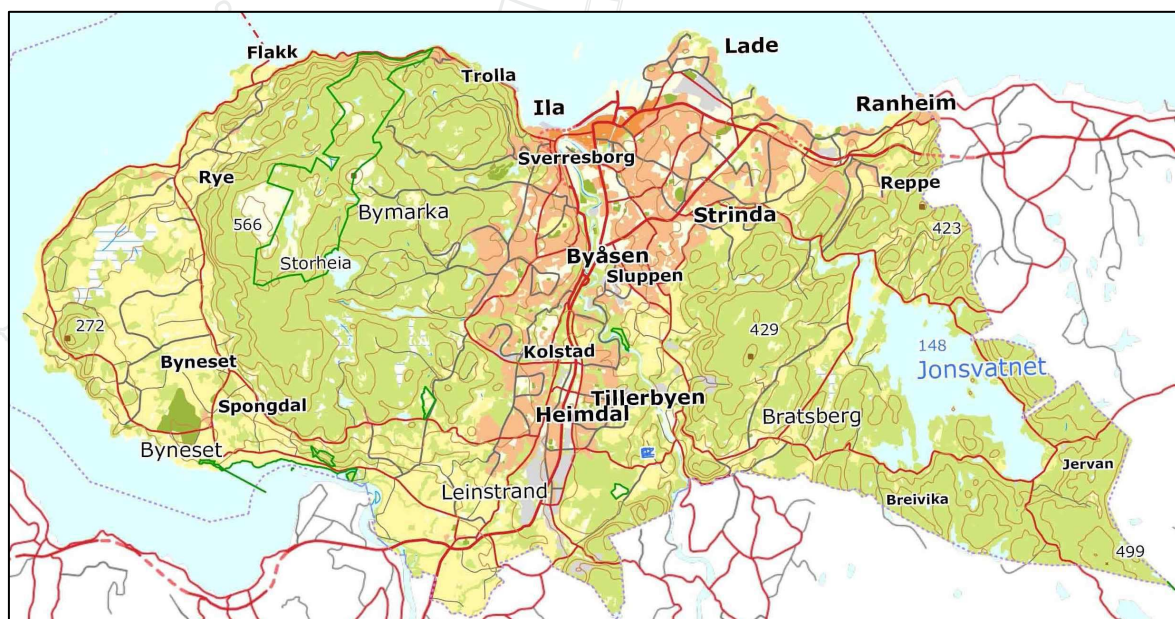 Flakk
Lade
Trolla
Ila
Ranheim
Sverresborg
Rye
Reppe
Bymarka
566
Strinda
423
Storheia
Byåsen
Sluppen
272
429
Kolstad
148
Byneset
Jonsvatnet
Tillerbyen
Spongdal
Heimdal
Bratsberg
Byneset
Jervan
Leinstrand
Breivika
499